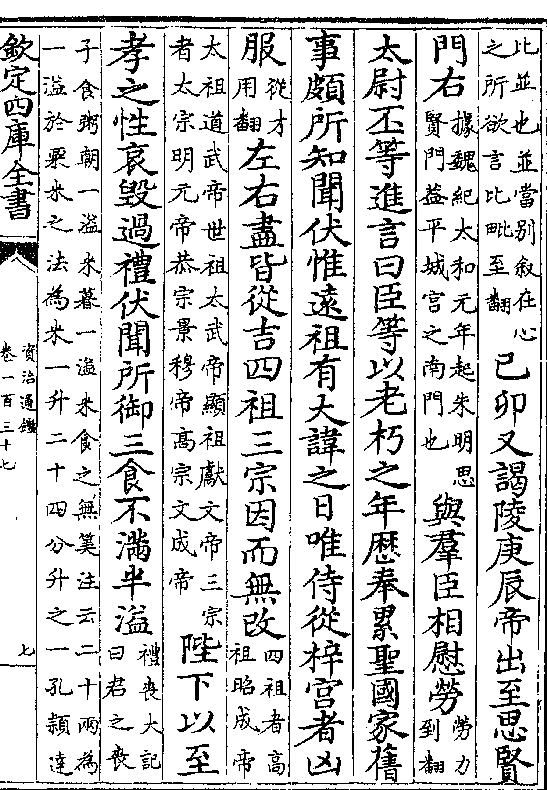 比並也並當别叙在心
之所欲言比毗至翻
己卯又謁陵庚辰帝出至思賢
門右
據魏紀太和元年起朱明思
賢門葢平城宫之南門也
與羣臣相慰勞
勞力
到翻
太尉丕等進言曰臣等以老朽之年歴奉累聖國家舊
事頗所知聞伏惟遠祖有大諱之日唯侍從梓宫者凶
服
從才
用翻
左右盡皆從吉四祖三宗因而無改
四祖者高
祖昭成帝
太祖道武帝世祖太武帝顯祖獻文帝三宗
者太宗明元帝恭宗景穆帝髙宗文成帝
陛下以至
孝之性哀毁過禮伏聞所御三食不滿半溢
禮喪大記
曰君之喪
子食粥朝一溢米暮一溢米食之無筭注云二十兩為
一溢於粟米之法為米一升二十四分升之一孔頴達
欽定四庫全書
資治通鑑
卷一百三十七
七